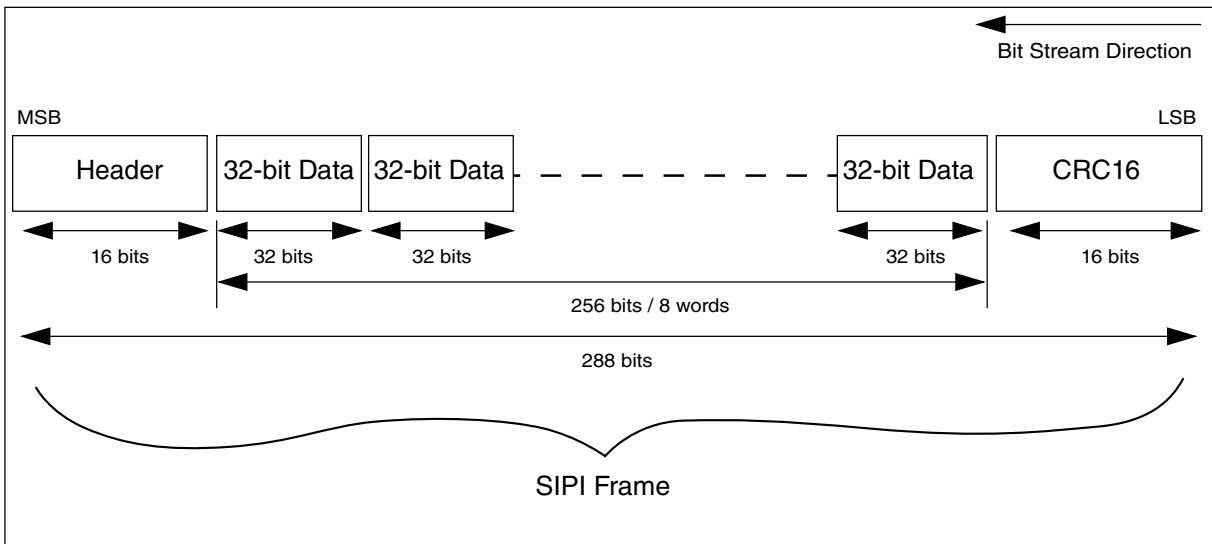 Bit Stream Direction
MSB
LSB
Header
32-bit Data
32-bit Data
32-bit Data
CRC16
16 bits
32 bits
32 bits
32 bits
16 bits
256 bits / 8 words
288 bits
SIPI Frame